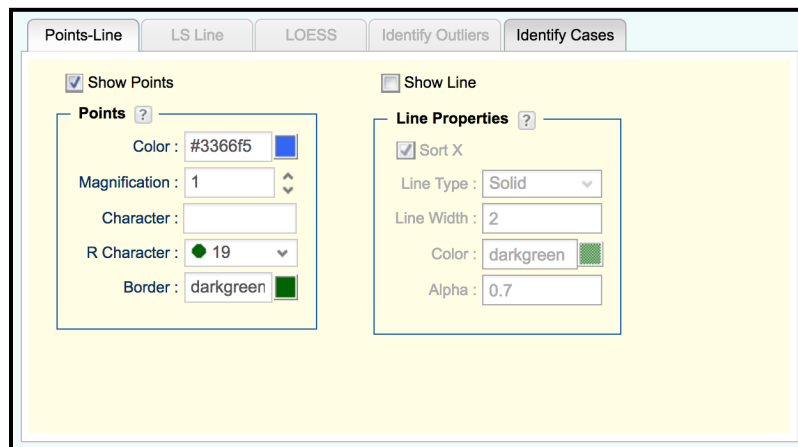 Points-Line LS Line LOESS Identify Outliers Identify Cases
Show Points
Points ?
Color : #3366f5
Magnification : 1
Character :
R Character : 19
Border : darkgreen
Show Line
Line Properties ?
Sort X
Line Type : Solid
Line Width : 2
Color : darkgreen
Alpha : 0.7